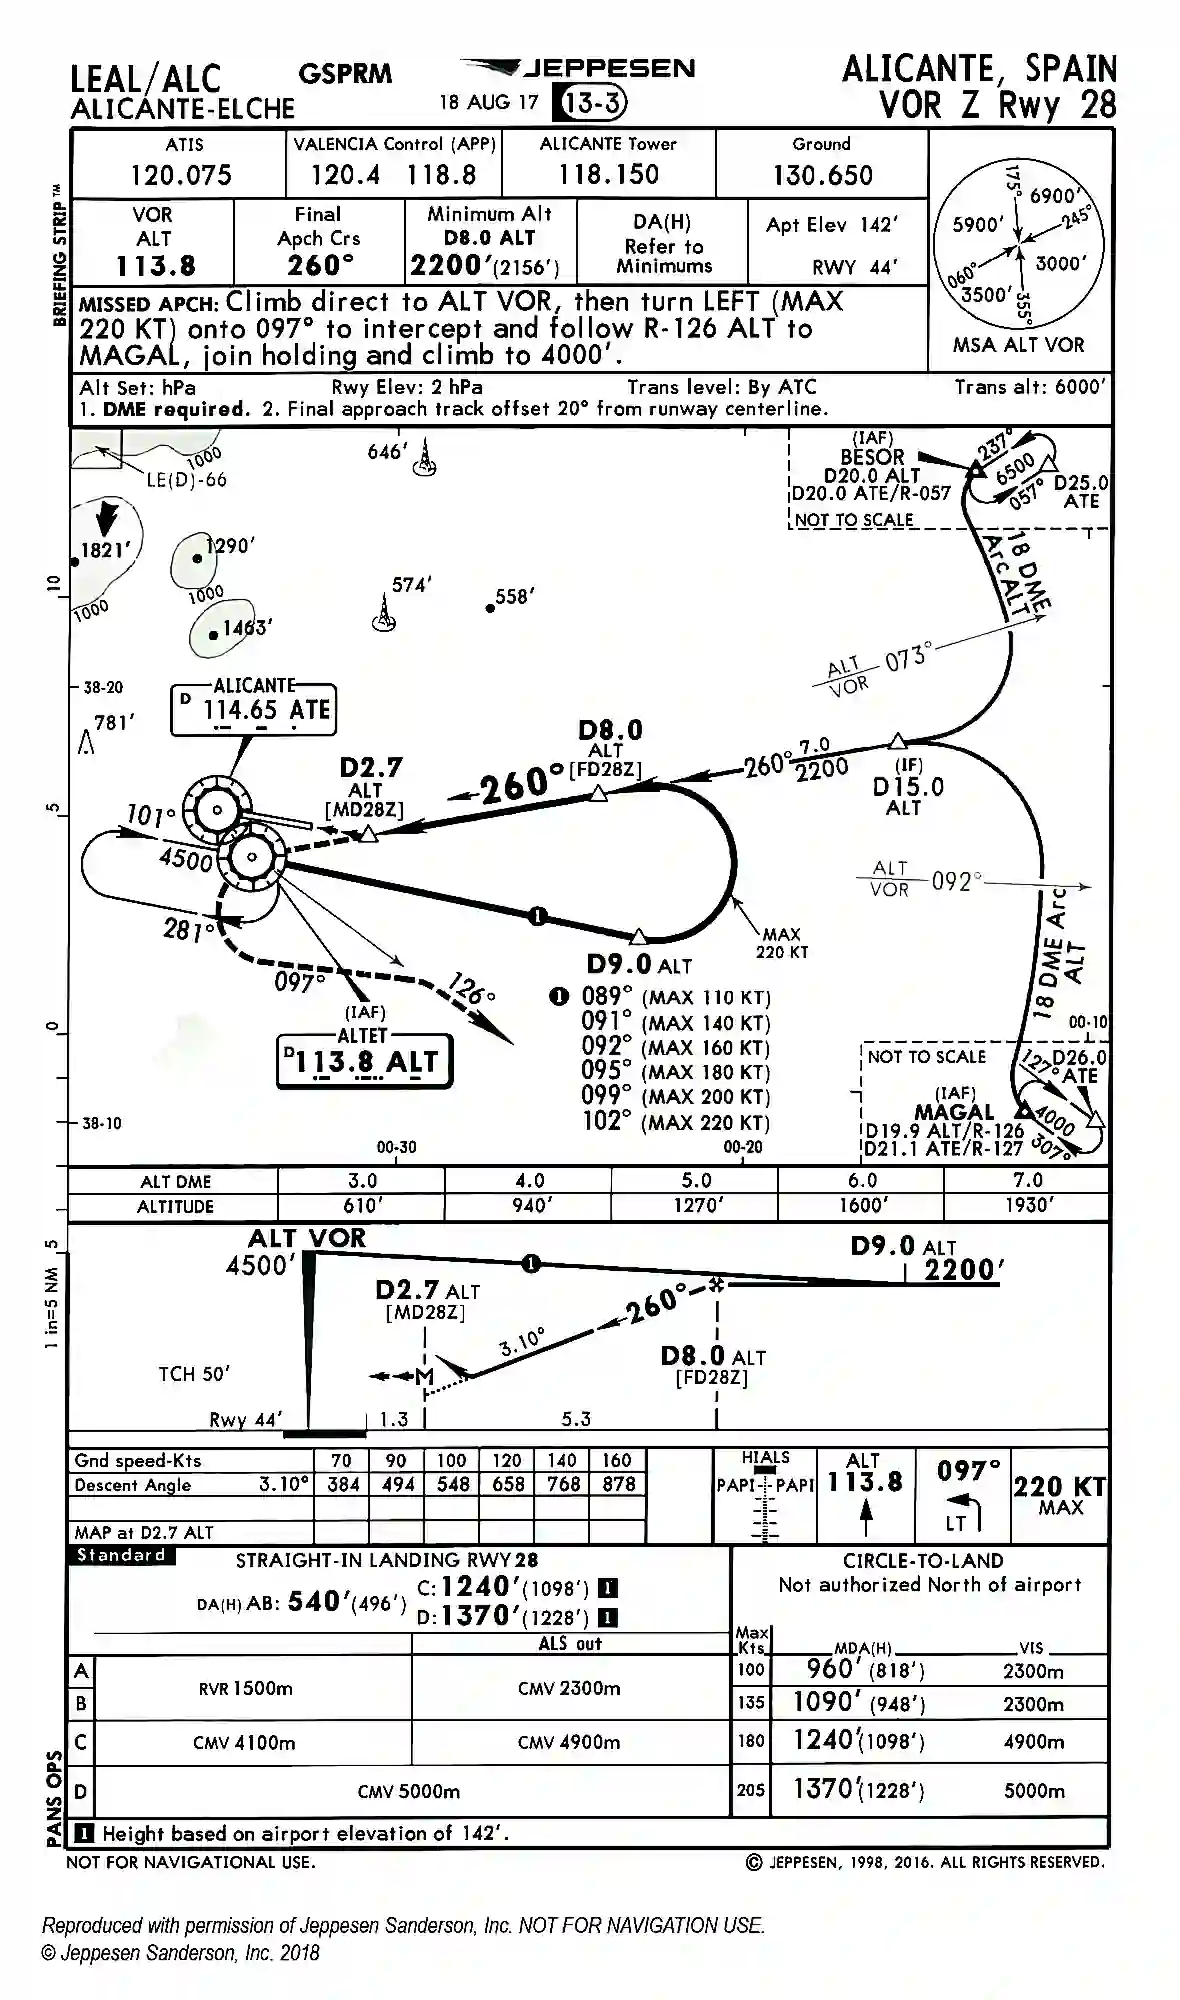 LEAL/ALC GSPRM JEPPESEN ALICANTE, SPAIN
ALICANTE-ELCHE 18 AUG 17 13-3 VOR Z Rwy 28
BRIEFING STRIP™
ATIS VALENCIA Control (APP) ALICANTE Tower Ground
120.075 120.4 118.8 118.150 130.650
VOR
ALT
113.8
Final
Apch Crs
260°
Minimum Alt
D8.0 ALT
2200'(2156')
DA(H)
Refer to
Minimums
Apt Elev 142'
RWY 44'
175°
6900'
245°
5900'
3000'
060°
3500'
355°
MSA ALT VOR
MISSED APCH: Climb direct to ALT VOR, then turn LEFT (MAX
220 KT) onto 097° to intercept and follow R-126 ALT to
MAGAL, join holding and climb to 4000'.
Alt Set: hPa Rwy Elev: 2 hPa Trans level: By ATC Trans alt: 6000'
1. DME required. 2. Final approach track offset 20° from runway centerline.
1000
LE(D)-66
646'
(IAF)
BESOR
D20.0 ALT
D20.0 ATE/R-057
NOT TO SCALE
237°
6500
057°
D25.0
ATE
1821'
1000
1290'
1000
1463'
574'
558'
18 DME
Arc ALT
ALT
VOR
073°
10
38-20
781'
ALICANTE
D 114.65 ATE
D2.7
ALT
[MD28Z]
260°
D8.0
ALT
[FD28Z]
260° 7.0
2200
(IF)
D15.0
ALT
5
101°
4500
281°
097°
126°
(IAF)
ALTET
D 113.8 ALT
1
MAX
220 KT
ALT
VOR
092°
18 DME Arc
ALT
D9.0 ALT
1 089° (MAX 110 KT)
091° (MAX 140 KT)
092° (MAX 160 KT)
095° (MAX 180 KT)
099° (MAX 200 KT)
102° (MAX 220 KT)
0
38-10
00-30
00-20
00-10
NOT TO SCALE
(IAF)
MAGAL
D19.9 ALT/R-126
D21.1 ATE/R-127
127°
4000
307°
D26.0
ATE
5
1 in=5 NM
ALT DME 3.0 4.0 5.0 6.0 7.0
ALTITUDE 610' 940' 1270' 1600' 1930'
ALT VOR
4500'
1
D9.0 ALT
2200'
D2.7 ALT
[MD28Z]
260°
3.10°
D8.0 ALT
[FD28Z]
M
TCH 50'
Rwy 44' 1.3 5.3
Gnd speed-Kts 70 90 100 120 140 160
Descent Angle 3.10° 384 494 548 658 768 878
MAP at D2.7 ALT
HIALS
PAPI PAPI
ALT
113.8
097°
LT
220 KT
MAX
Standard
STRAIGHT-IN LANDING RWY 28
DA(H) AB: 540'(496')
C: 1240'(1098') 1
D: 1370'(1228') 1
ALS out
A
B
RVR 1500m CMV 2300m
C CMV 4100m CMV 4900m
D CMV 5000m
CIRCLE-TO-LAND
Not authorized North of airport
Max
Kts MDA(H) VIS
100 960' (818') 2300m
135 1090' (948') 2300m
180 1240'(1098') 4900m
205 1370'(1228') 5000m
PANS OPS
1 Height based on airport elevation of 142'.
NOT FOR NAVIGATIONAL USE. © JEPPESEN, 1998, 2016. ALL RIGHTS RESERVED.
Reproduced with permission of Jeppesen Sanderson, Inc. NOT FOR NAVIGATION USE.
© Jeppesen Sanderson, Inc. 2018